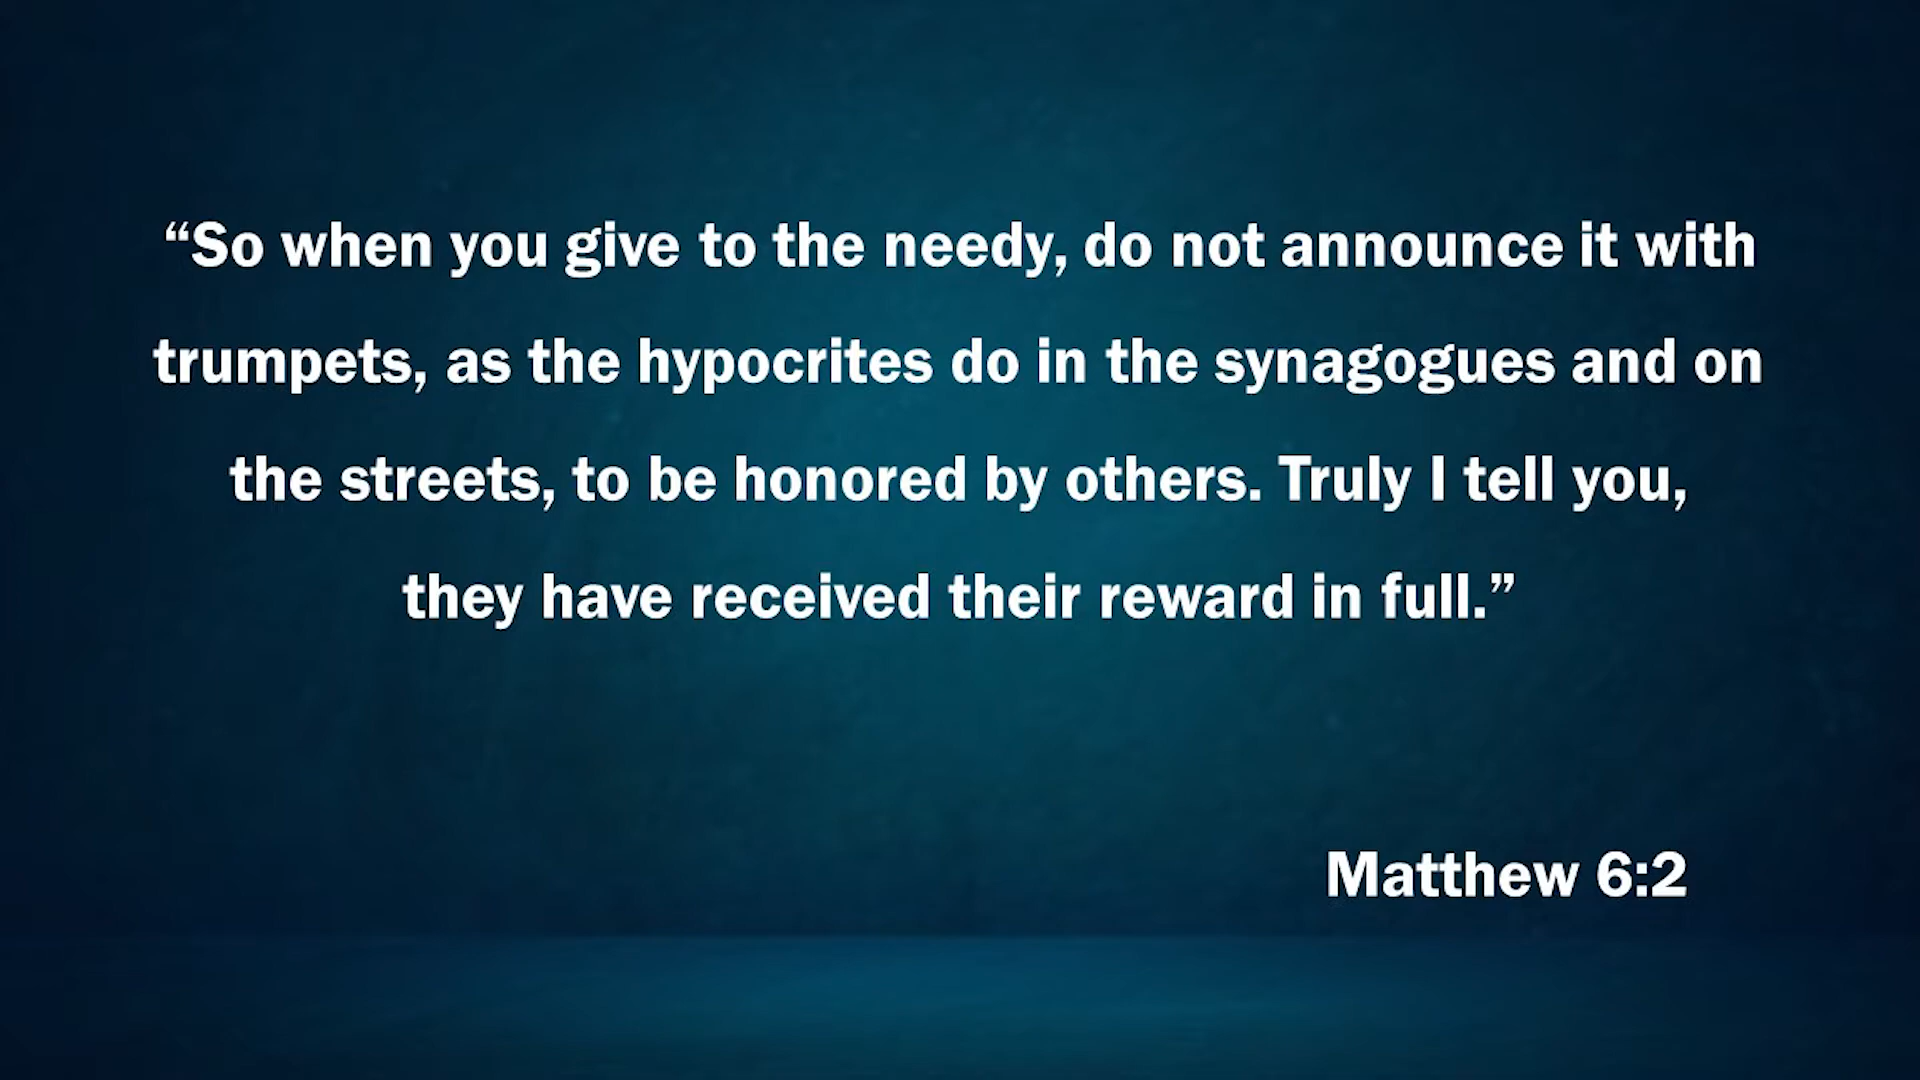 “So when you give to the needy, do not announce it with
trumpets, as the hypocrites do in the synagogues and on
the streets, to be honored by others. Truly I tell you,
they have received their reward in full.”
Matthew 6:2